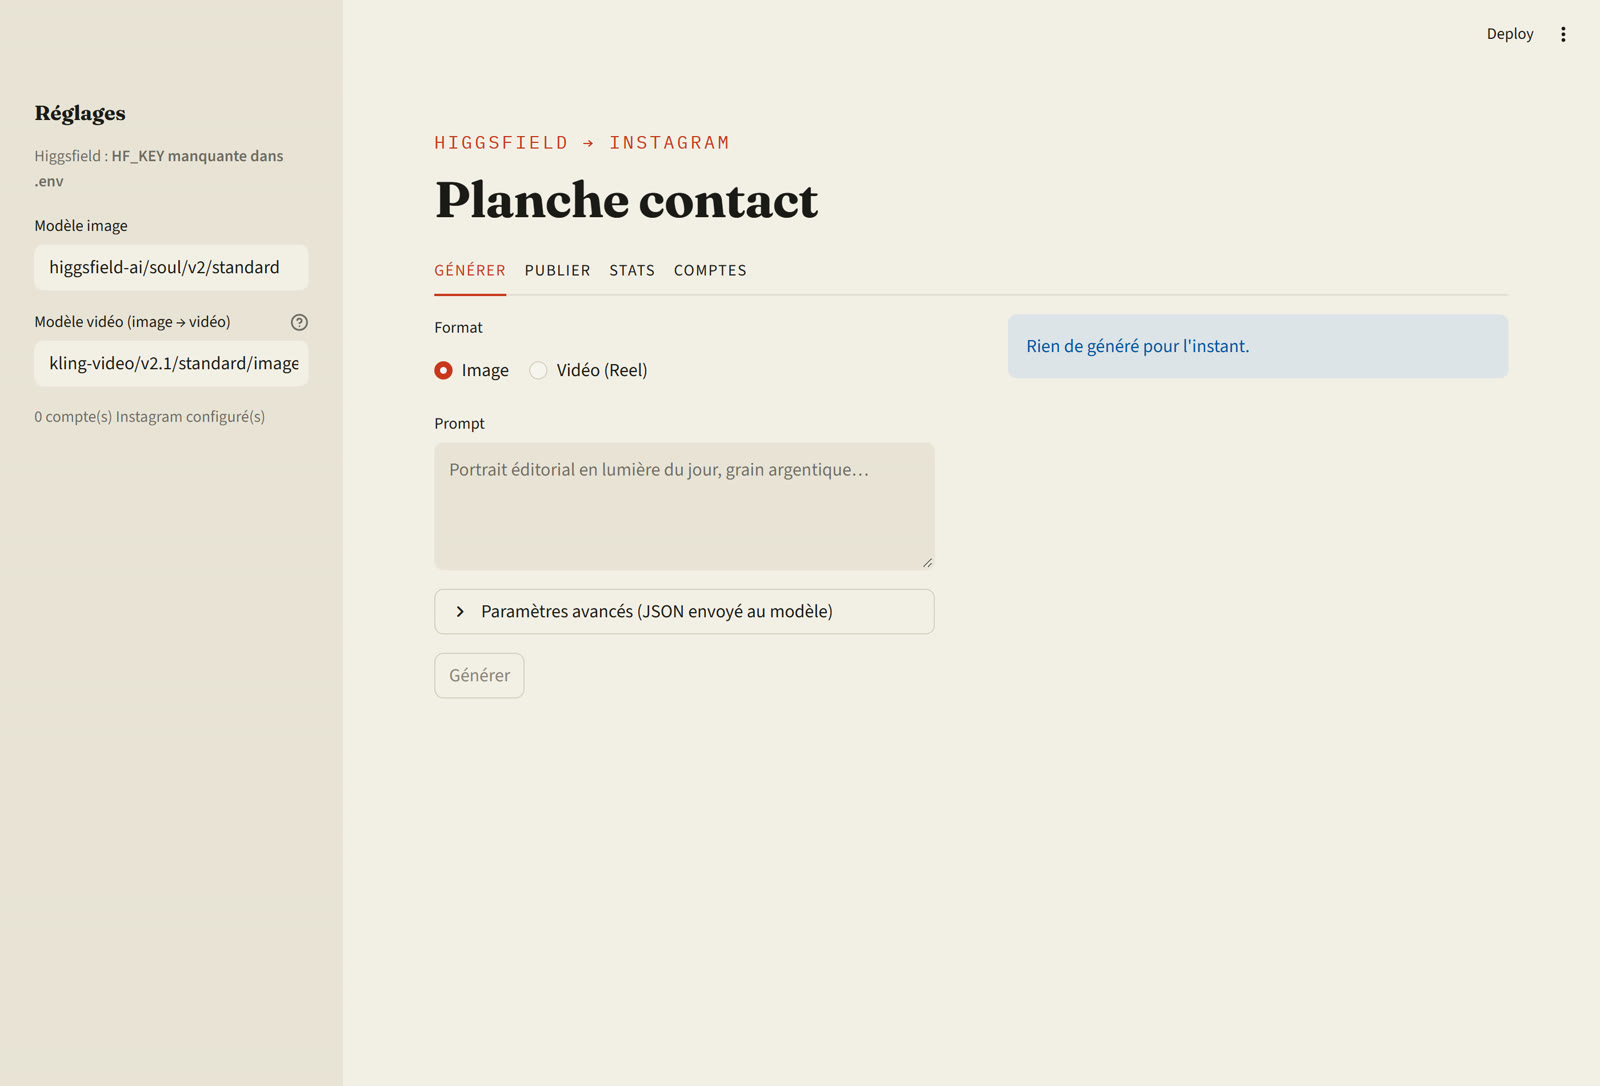 Deploy
Réglages
Higgsfield : HF_KEY manquante dans
.env
Modèle image
higgsfield-ai/soul/v2/standard
Modèle vidéo (image → vidéo)
kling-video/v2.1/standard/image
0 compte(s) Instagram configuré(s)
HIGGSFIELD → INSTAGRAM
Planche contact
GÉNÉRER PUBLIER STATS COMPTES
Format
Image Vidéo (Reel)
Prompt
Portrait éditorial en lumière du jour, grain argentique…
Paramètres avancés (JSON envoyé au modèle)
Générer
Rien de généré pour l'instant.